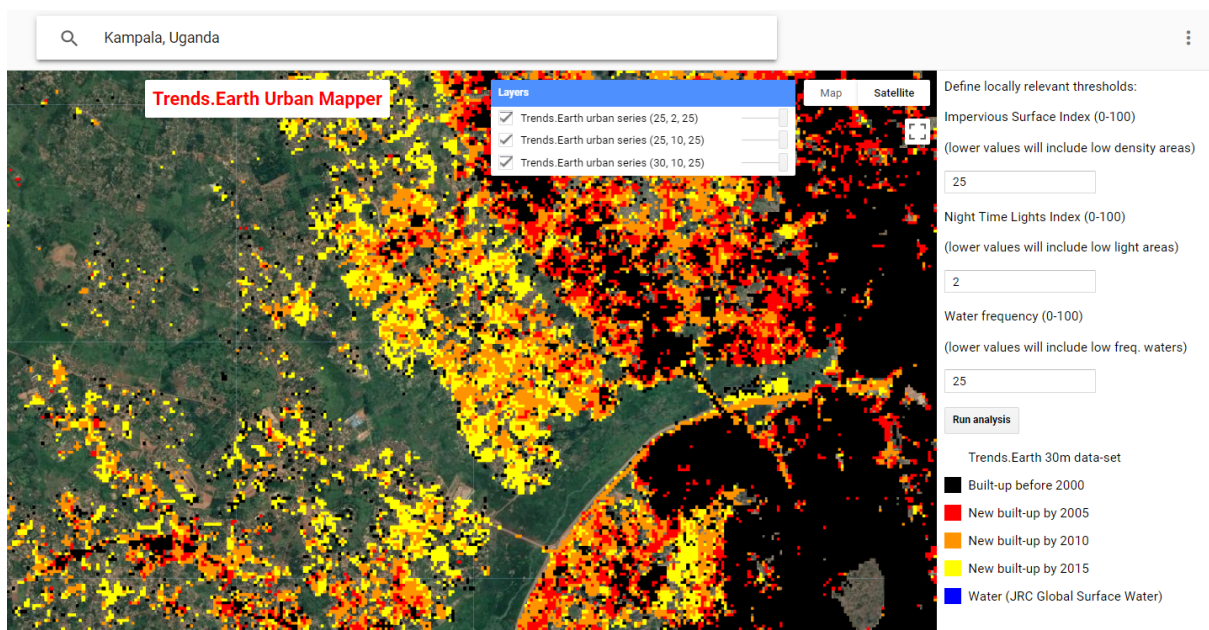 Kampala, Uganda
Trends.Earth Urban Mapper
Layers
Trends.Earth urban series (25, 2, 25)
Trends.Earth urban series (25, 10, 25)
Trends.Earth urban series (30, 10, 25)
Map Satellite
Define locally relevant thresholds:
Impervious Surface Index (0-100)
(lower values will include low density areas)
25
Night Time Lights Index (0-100)
(lower values will include low light areas)
2
Water frequency (0-100)
(lower values will include low freq. waters)
25
Run analysis
Trends.Earth 30m data-set
Built-up before 2000
New built-up by 2005
New built-up by 2010
New built-up by 2015
Water (JRC Global Surface Water)